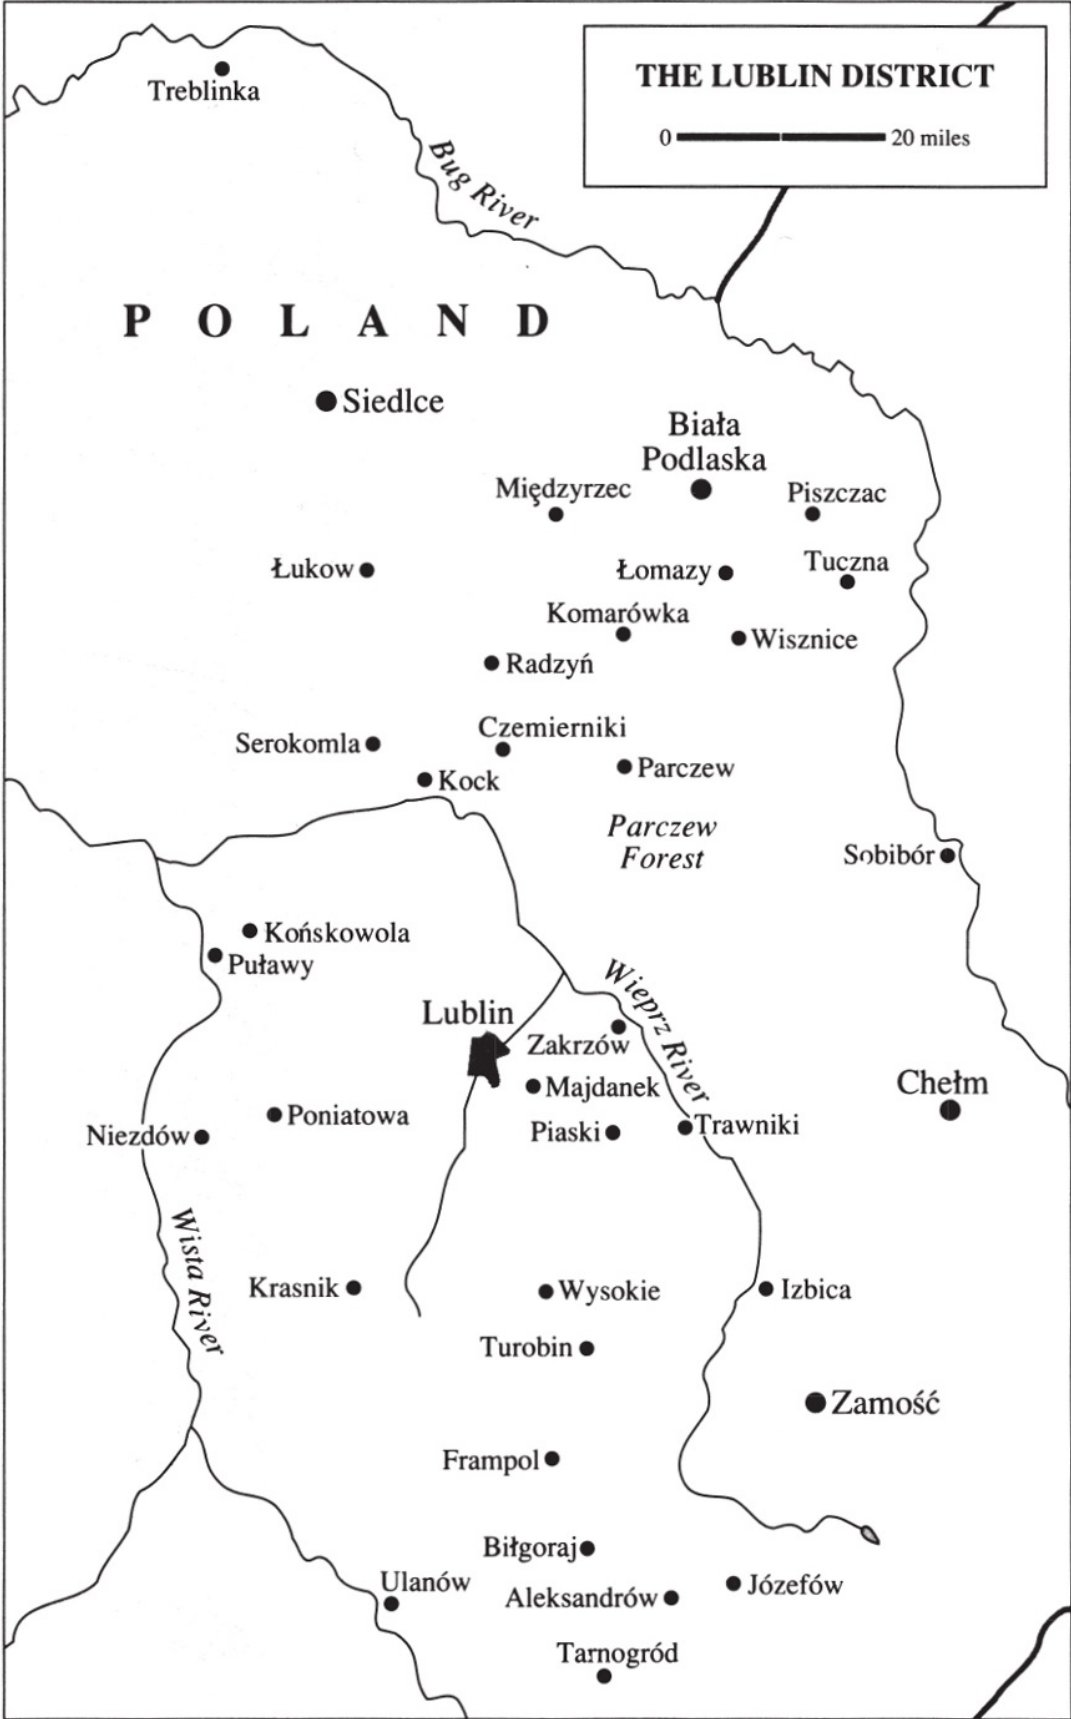 THE LUBLIN DISTRICT
0 20 miles
Treblinka
Bug River
POLAND
Siedlce
Biała
Podlaska
Międzyrzec
Piszczac
Łukow
Łomazy
Tuczna
Komarówka
Wisznice
Radzyń
Czemierniki
Serokomla
Parczew
Kock
Parczew
Forest
Sobibór
Końskowola
Puławy
Wieprz River
Lublin
Zakrzów
Majdanek
Chełm
Poniatowa
Niezdów
Piaski
Trawniki
Wista River
Krasnik
Wysokie
Izbica
Turobin
Zamość
Frampol
Biłgoraj
Ulanów
Aleksandrów
Józefów
Tarnogród